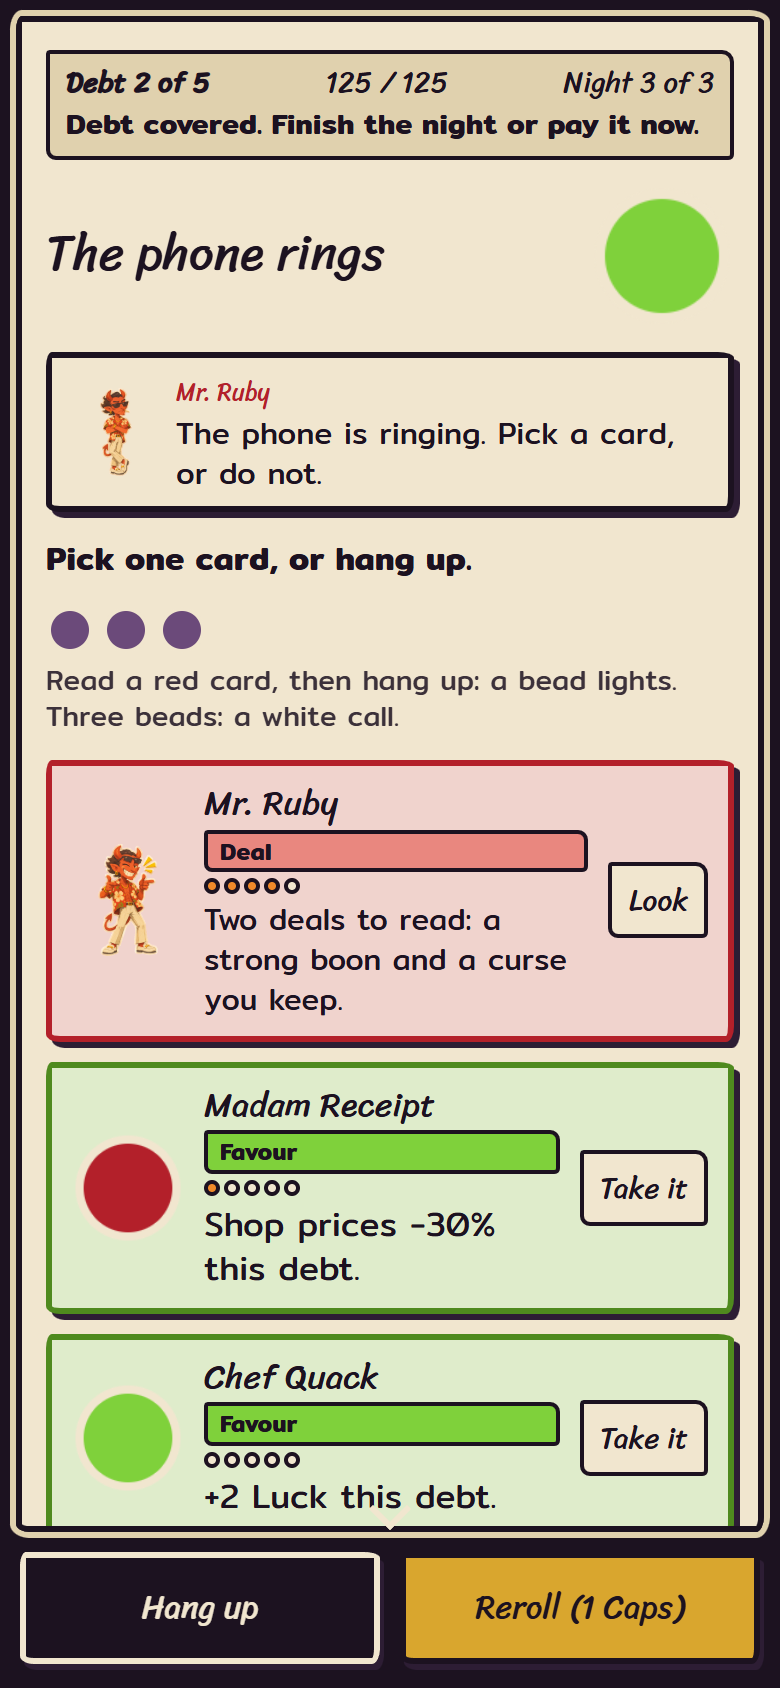 Debt 2 of 5 125 / 125 Night 3 of 3
Debt covered. Finish the night or pay it now.
The phone rings
Mr. Ruby
The phone is ringing. Pick a card,
or do not.
Pick one card, or hang up.
Read a red card, then hang up: a bead lights.
Three beads: a white call.
Mr. Ruby
Deal
Two deals to read: a
strong boon and a curse
you keep.
Look
Madam Receipt
Favour
Shop prices -30%
this debt.
Take it
Chef Quack
Favour
+2 Luck this debt.
Take it
Hang up
Reroll (1 Caps)